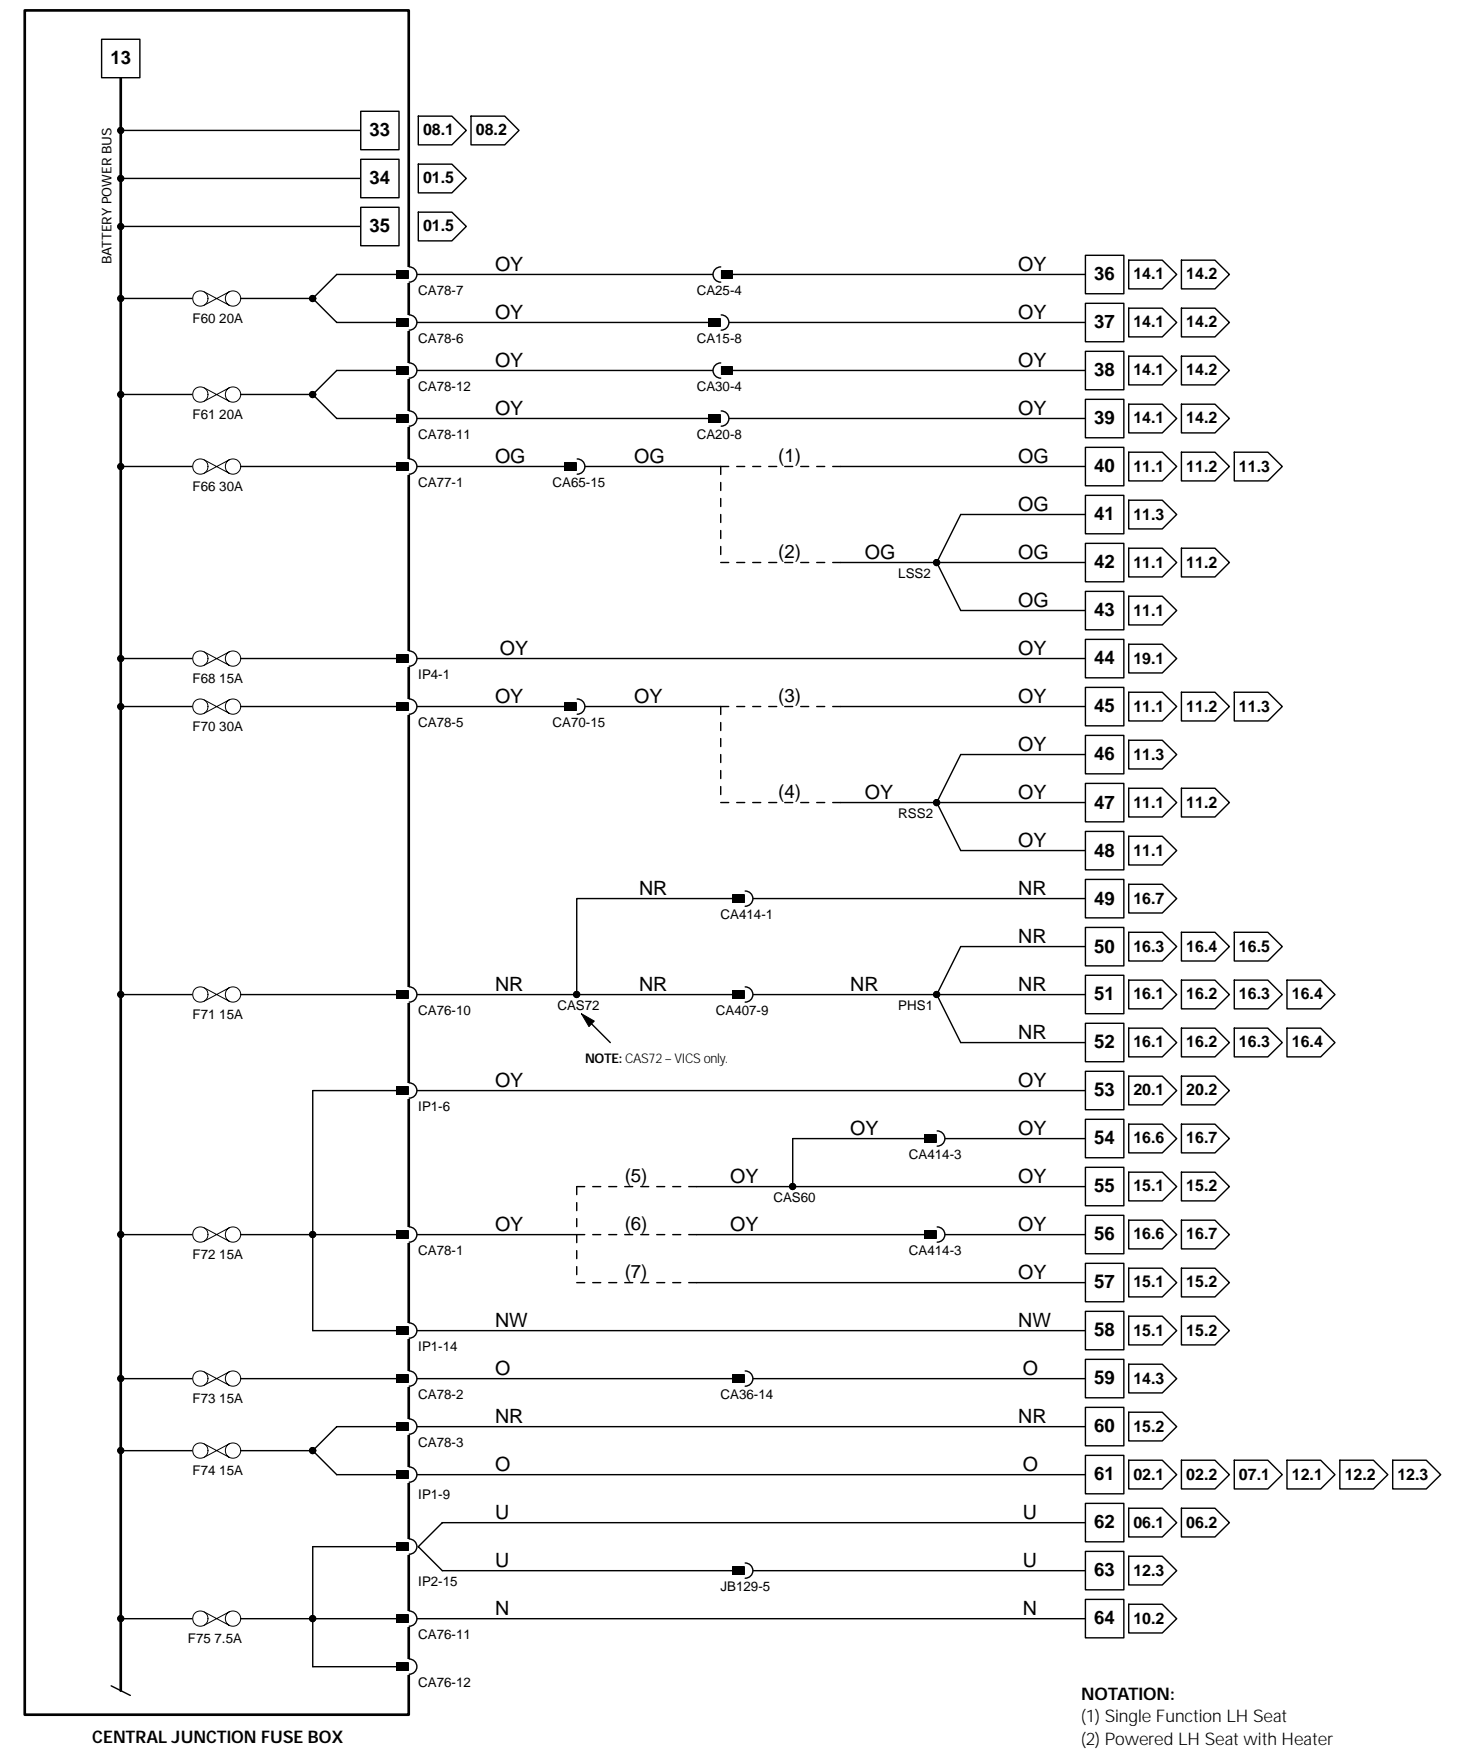 13
BATTERY POWER BUS
33 08.1 08.2
34 01.5
35 01.5
OY OY
36 14.1 14.2
CA78-7 CA25-4
F60 20A
OY OY
37 14.1 14.2
CA78-6 CA15-8
OY OY
38 14.1 14.2
CA78-12 CA30-4
F61 20A
OY OY
39 14.1 14.2
CA78-11 CA20-8
OG OG (1) OG
40 11.1 11.2 11.3
F66 30A CA77-1 CA65-15
OG
41 11.3
(2) OG OG
42 11.1 11.2
LSS2
OG
43 11.1
OY OY
44 19.1
F68 15A IP4-1
OY OY (3) OY
45 11.1 11.2 11.3
F70 30A CA78-5 CA70-15
OY
46 11.3
(4) OY OY
47 11.1 11.2
RSS2
OY
48 11.1
NR NR
49 16.7
CA414-1
NR
50 16.3 16.4 16.5
NR NR NR NR
51 16.1 16.2 16.3 16.4
F71 15A CA76-10 CAS72 CA407-9 PHS1
NR
52 16.1 16.2 16.3 16.4
NOTE: CAS72 – VICS only.
OY OY
53 20.1 20.2
IP1-6
OY OY
54 16.6 16.7
CA414-3
(5) OY OY
55 15.1 15.2
CAS60
OY (6) OY OY
56 16.6 16.7
F72 15A CA78-1 CA414-3
(7) OY
57 15.1 15.2
NW NW
58 15.1 15.2
IP1-14
O O
59 14.3
F73 15A CA78-2 CA36-14
NR NR
60 15.2
CA78-3
F74 15A
O O
61 02.1 02.2 07.1 12.1 12.2 12.3
IP1-9
U U
62 06.1 06.2
U U
63 12.3
IP2-15 JB129-5
N N
64 10.2
F75 7.5A CA76-11
CA76-12
CENTRAL JUNCTION FUSE BOX
NOTATION:
(1) Single Function LH Seat
(2) Powered LH Seat with Heater